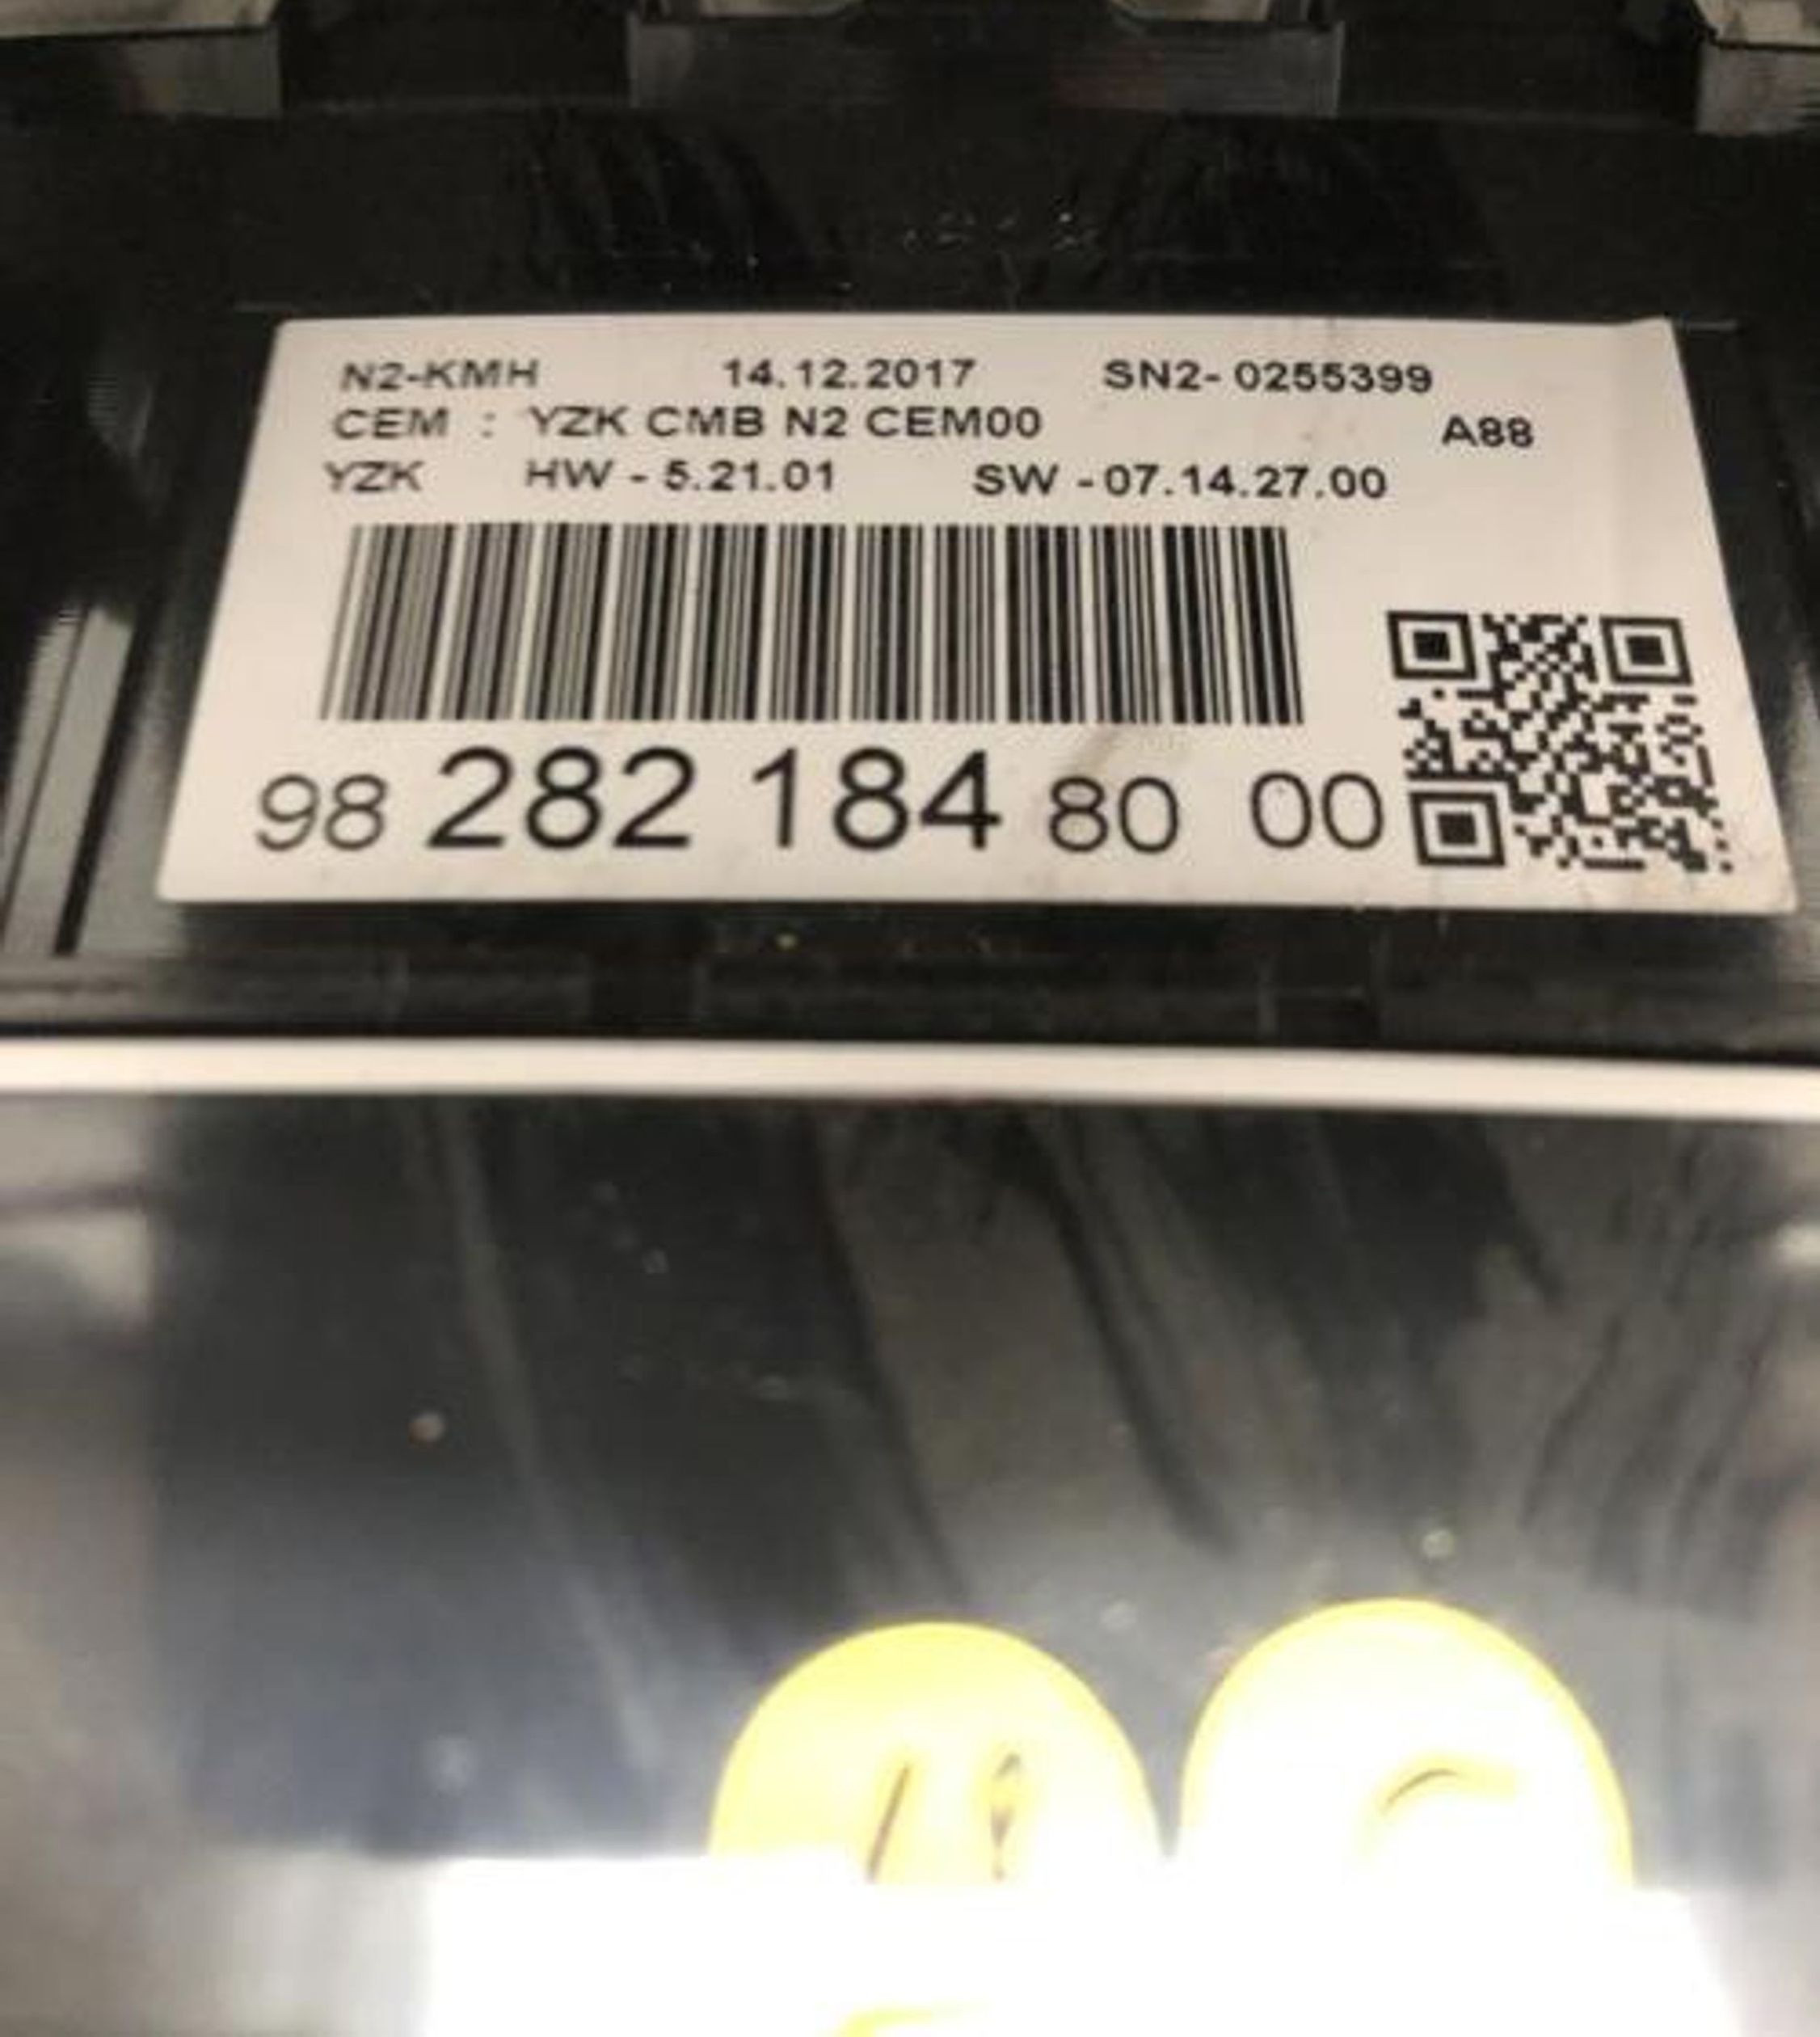 N2-KMH 14.12.2017 SN2- 0255399
CEM : YZK CMB N2 CEM00 A88
YZK HW - 5.21.01 SW - 07.14.27.00
98 282 184 80 00